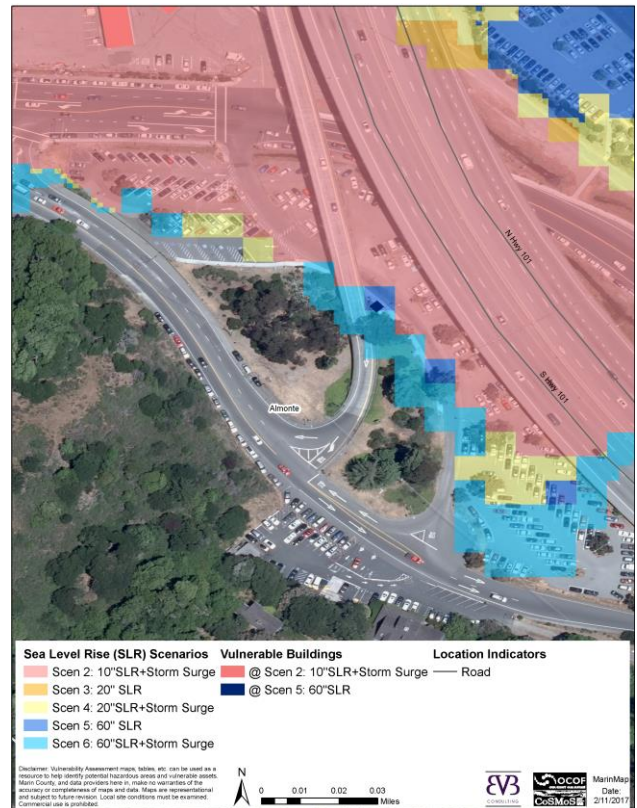 N Hwy 101
S Hwy 101
Almonte
Sea Level Rise (SLR) Scenarios
Scen 2: 10"SLR+Storm Surge
Scen 3: 20" SLR
Scen 4: 20"SLR+Storm Surge
Scen 5: 60" SLR
Scen 6: 60"SLR+Storm Surge
Vulnerable Buildings
@ Scen 2: 10"SLR+Storm Surge
@ Scen 5: 60"SLR
Location Indicators
Road
Disclaimer: Vulnerability Assessment maps, tables, etc. can be used as a
resource to help identify potential hazardous areas and vulnerable assets.
Marin County, and data providers here in, make no warranties of the
accuracy or completeness of maps and data. Maps are representational
and subject to future revision. Local site conditions must be examined.
Commercial use is prohibited.
N
0 0.01 0.02 0.03
Miles
BVB
CONSULTING
OCOF
CoSMoS
MarinMap
Date:
2/11/2017